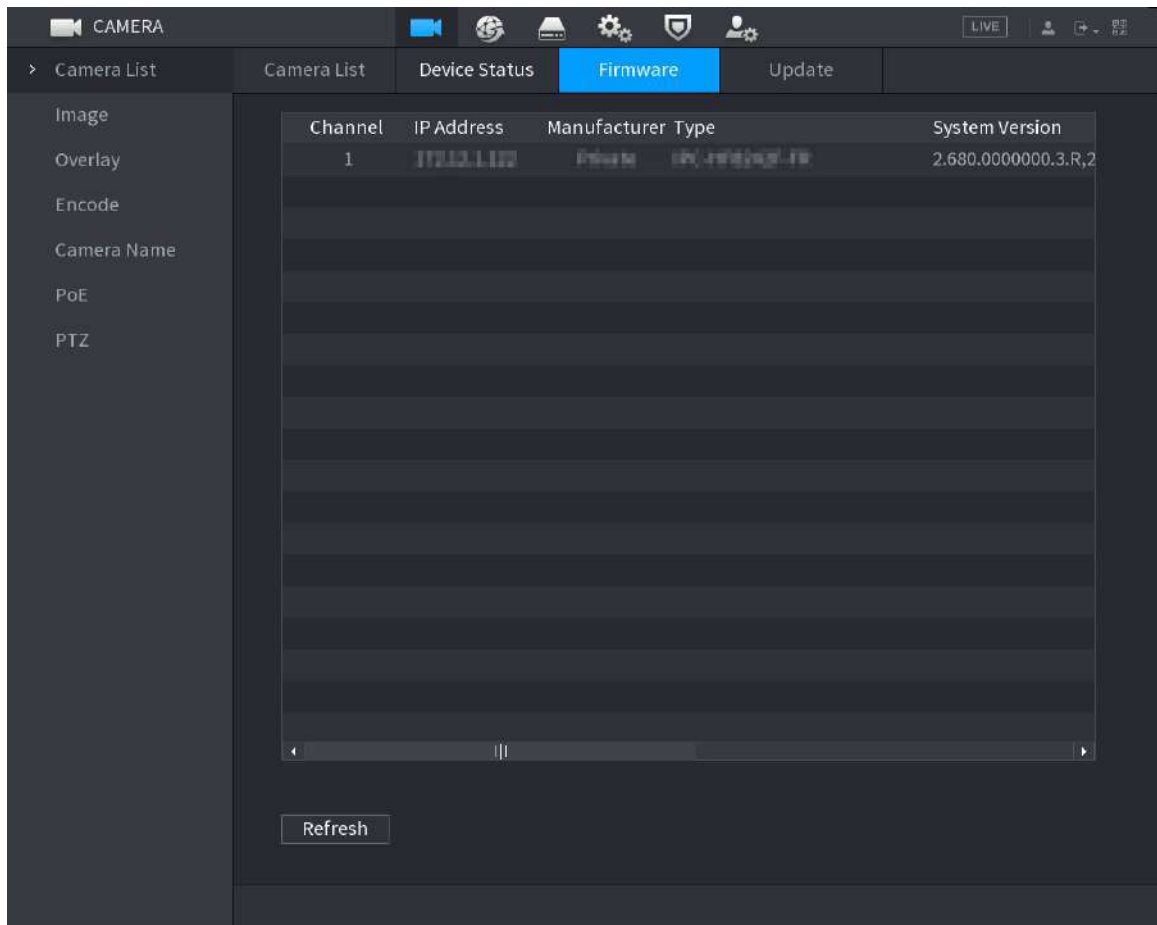 CAMERA LIVE
Camera List
Camera List Device Status Firmware Update
Image
Overlay
Encode
Camera Name
PoE
PTZ
Channel IP Address Manufacturer Type System Version
1 2.680.0000000.3.R,2
Refresh